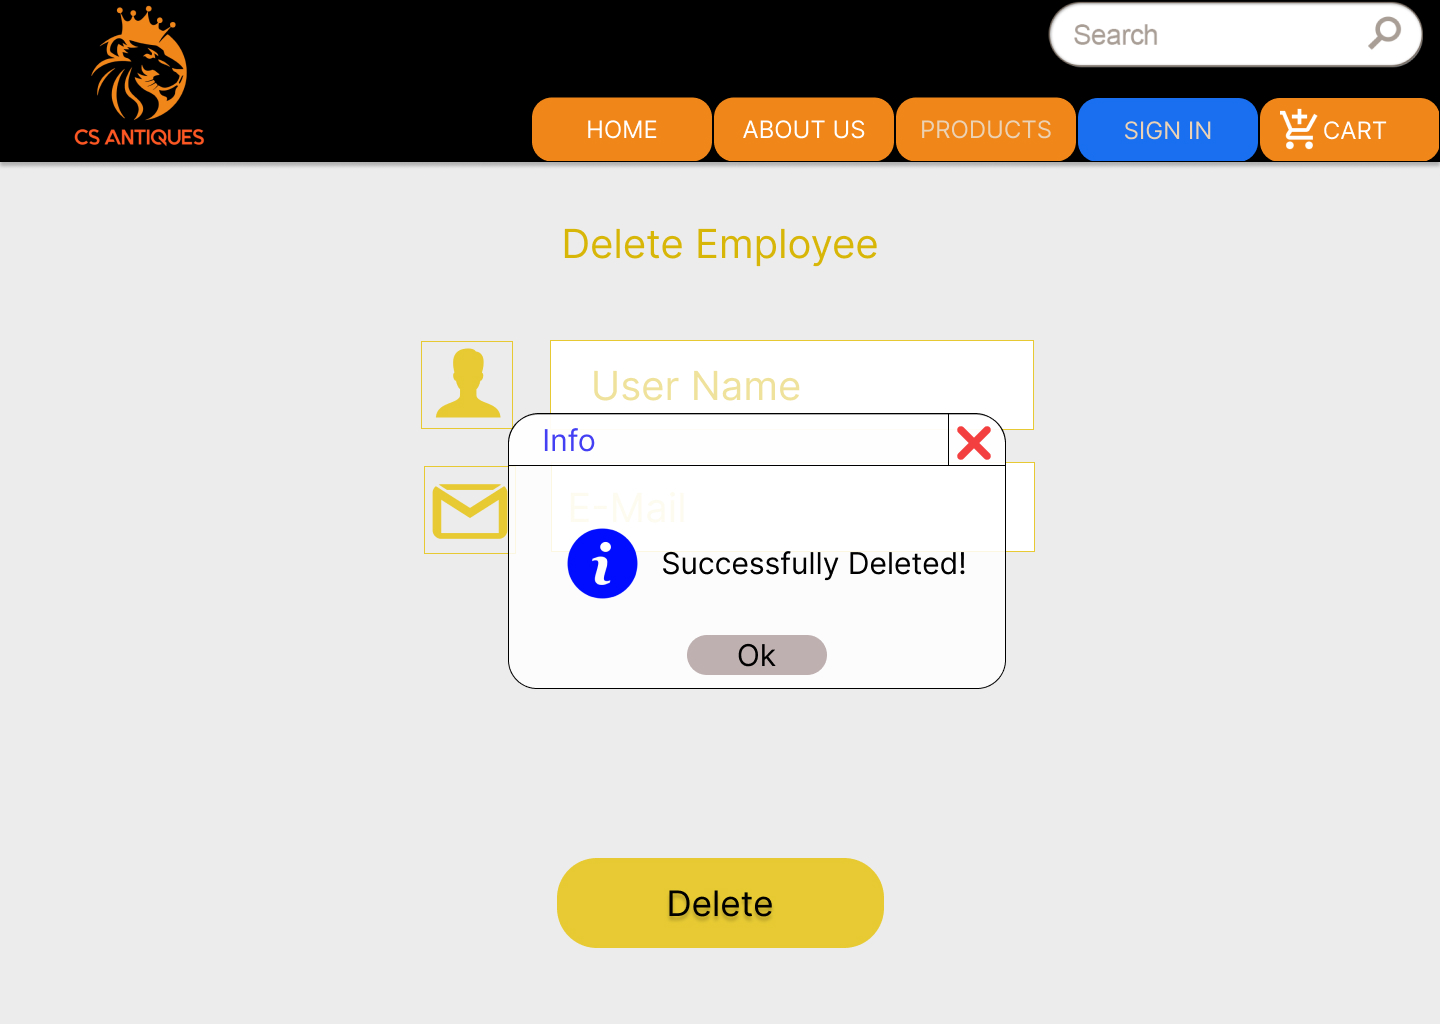 CS ANTIQUES
Search
HOME
ABOUT US
PRODUCTS
SIGN IN
CART
Delete Employee
User Name
Info
E-Mail
Successfully Deleted!
Ok
Delete